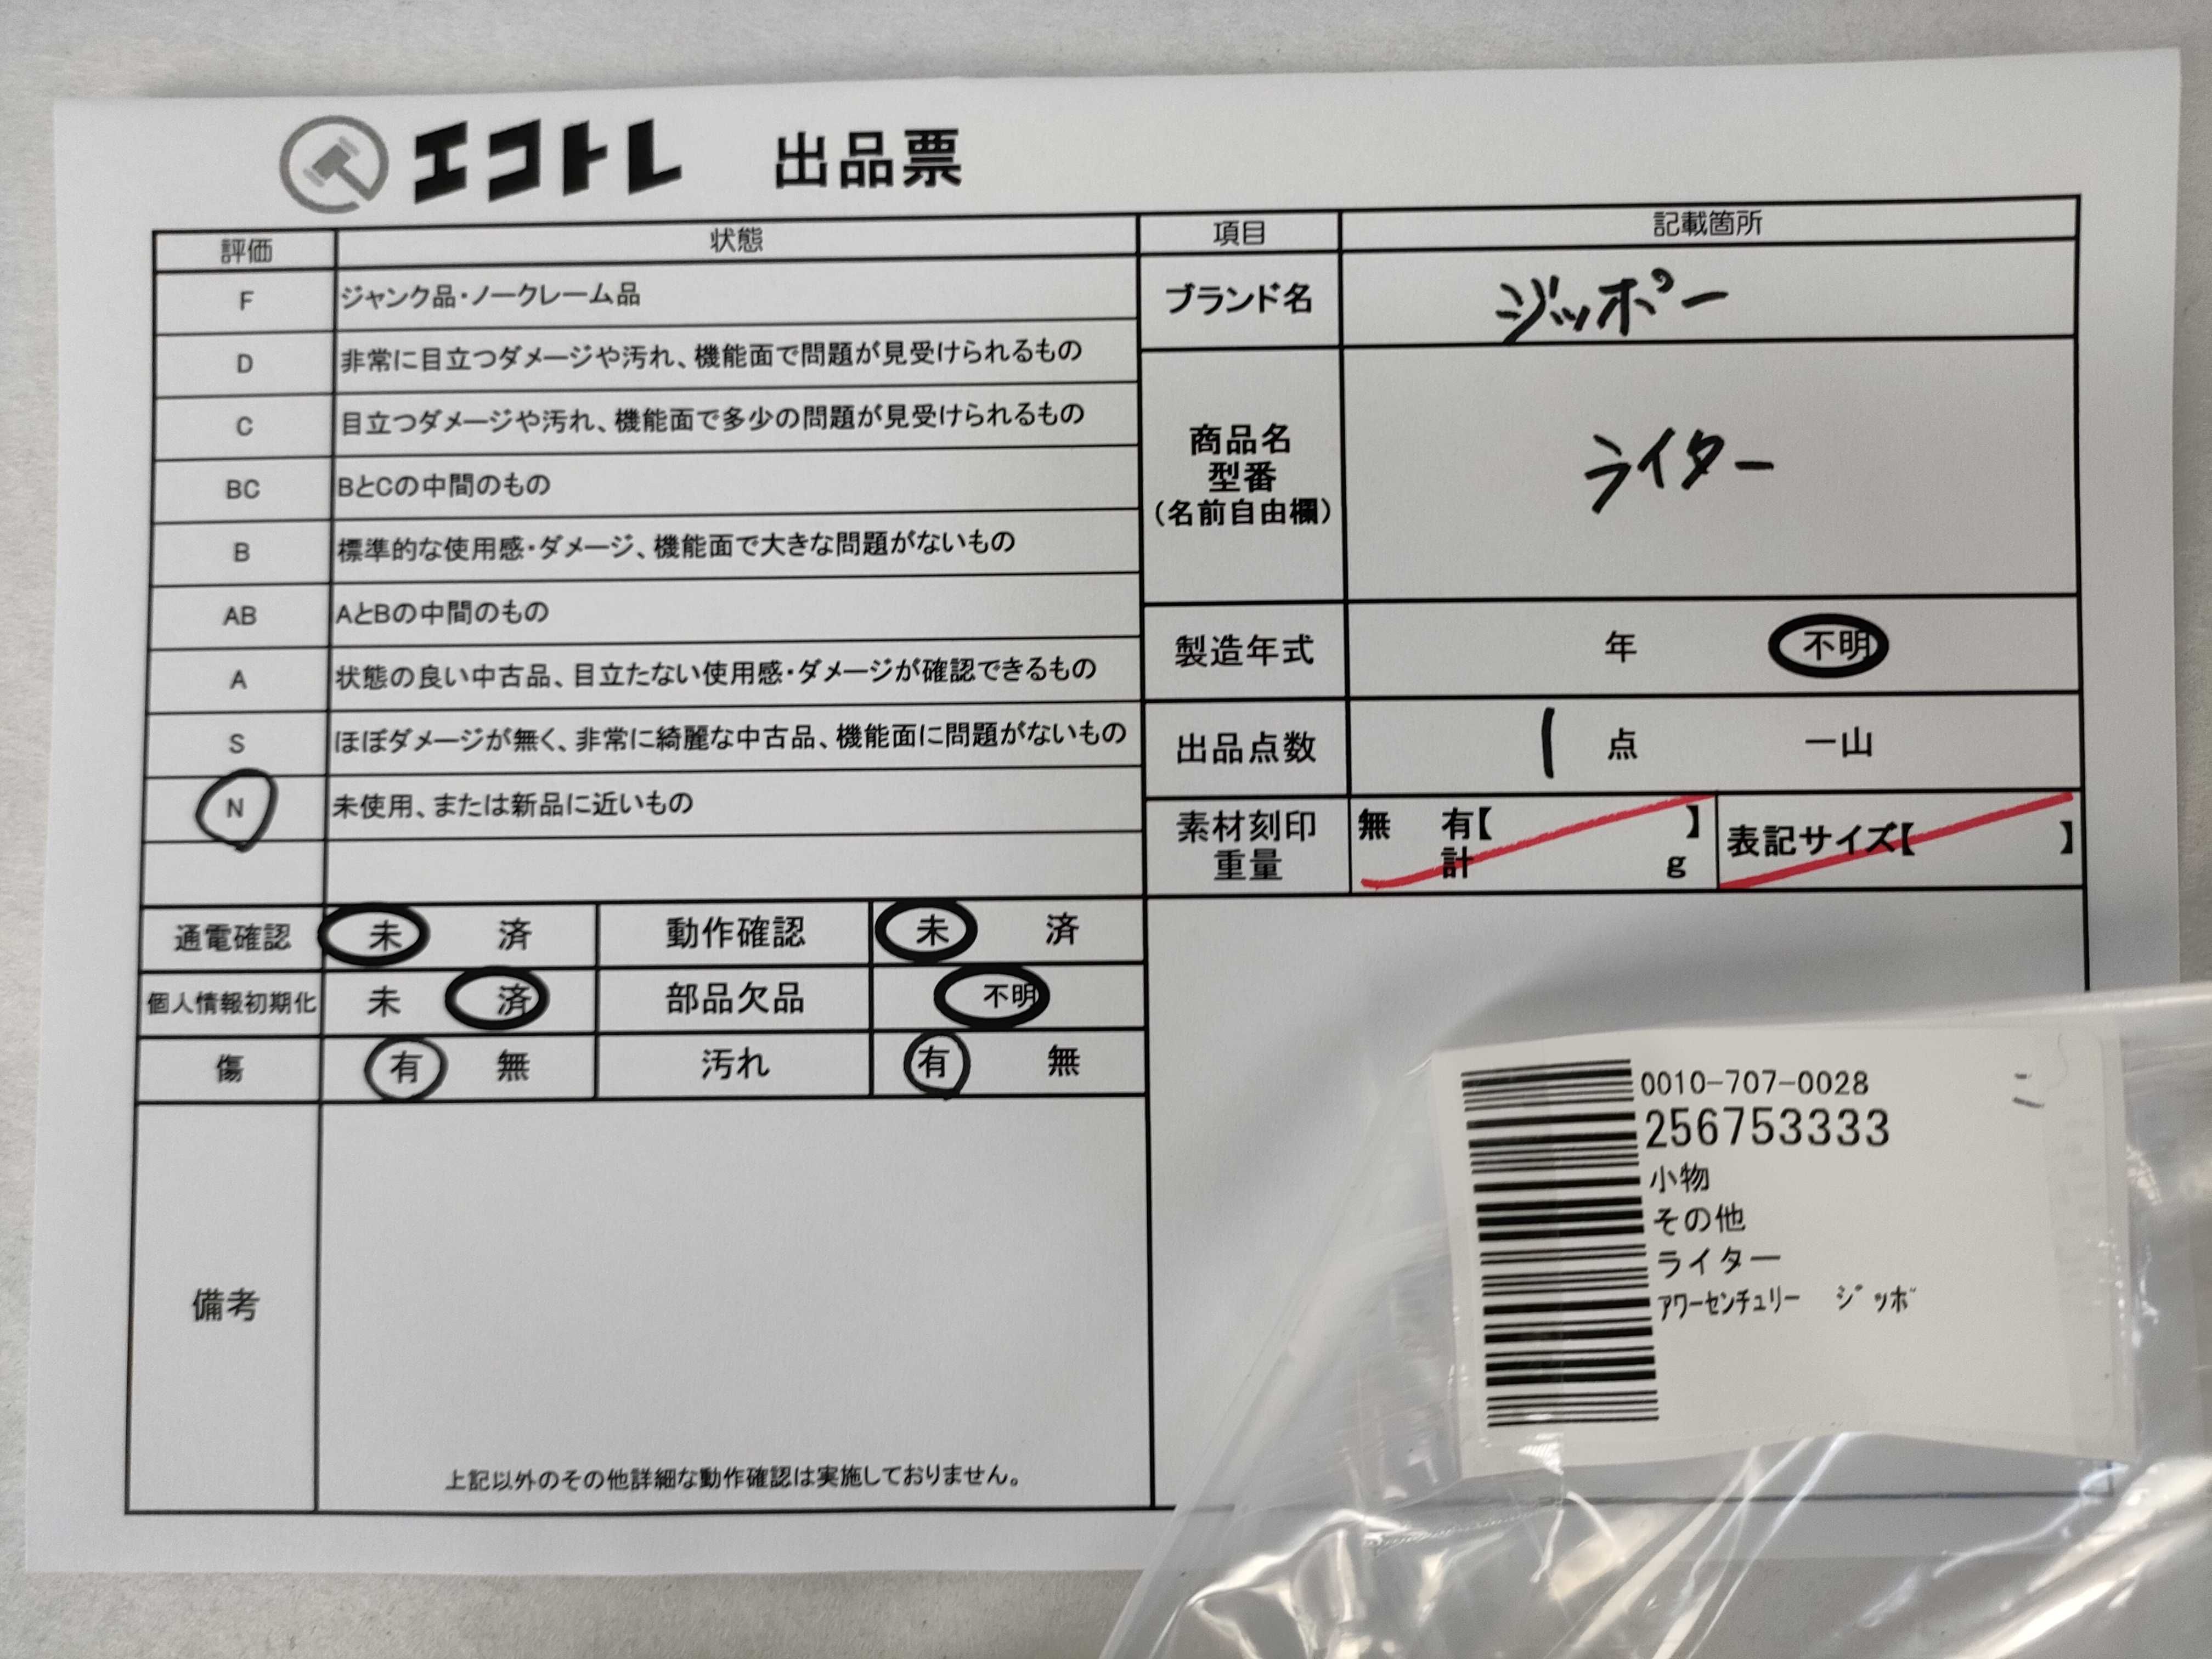 エコトレ 出品票
評価 状態
F ジャンク品・ノークレーム品
D 非常に目立つダメージや汚れ、機能面で問題が見受けられるもの
C 目立つダメージや汚れ、機能面で多少の問題が見受けられるもの
BC BとCの中間のもの
B 標準的な使用感・ダメージ、機能面で大きな問題がないもの
AB AとBの中間のもの
A 状態の良い中古品、目立たない使用感・ダメージが確認できるもの
S ほぼダメージが無く、非常に綺麗な中古品、機能面に問題がないもの
N 未使用、または新品に近いもの
通電確認 未 済 動作確認 未 済
個人情報初期化 未 済 部品欠品 不明
傷 有 無 汚れ 有 無
備考
上記以外のその他詳細な動作確認は実施しておりません。
項目 記載箇所
ブランド名 ジッポー
商品名
型番
(名前自由欄)
ライター
製造年式 年 不明
出品点数 1 点 一山
素材刻印 無 有【 】 表記サイズ【 】
重量 計 g
0010-707-0028
256753333
小物
その他
ライター
ｱﾜｰｾﾝﾁｭﾘｰ ｼﾞｯﾎﾞ